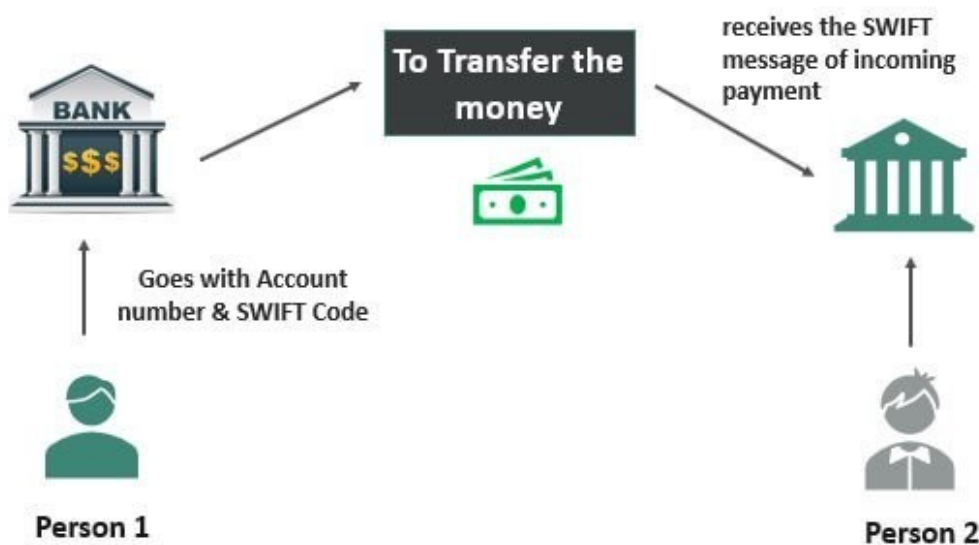 BANK
$$$
To Transfer the
money
receives the SWIFT
message of incoming
payment
Goes with Account
number & SWIFT Code
Person 1
Person 2